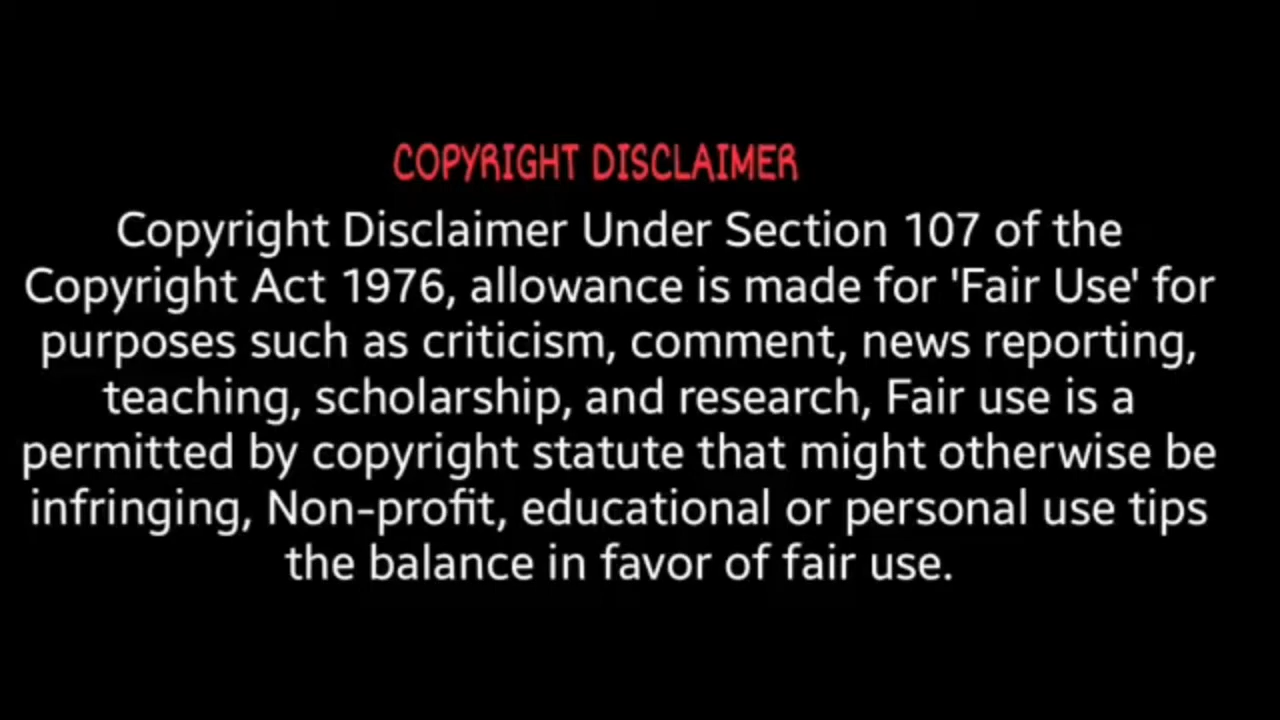 COPYRIGHT DISCLAIMER
Copyright Disclaimer Under Section 107 of the
Copyright Act 1976, allowance is made for 'Fair Use' for
purposes such as criticism, comment, news reporting,
teaching, scholarship, and research, Fair use is a
permitted by copyright statute that might otherwise be
infringing, Non-profit, educational or personal use tips
the balance in favor of fair use.